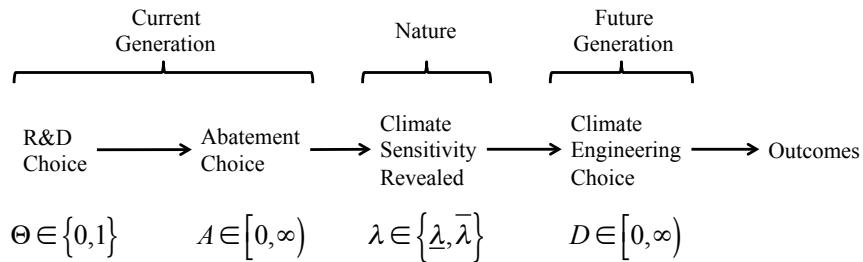 Current
Generation
Nature
Future
Generation
R&D
Choice
Abatement
Choice
Climate
Sensitivity
Revealed
Climate
Engineering
Choice
Outcomes
Θ ∈ {0,1}
A ∈ [0,∞)
λ ∈ {λ̲, λ̅}
D ∈ [0,∞)